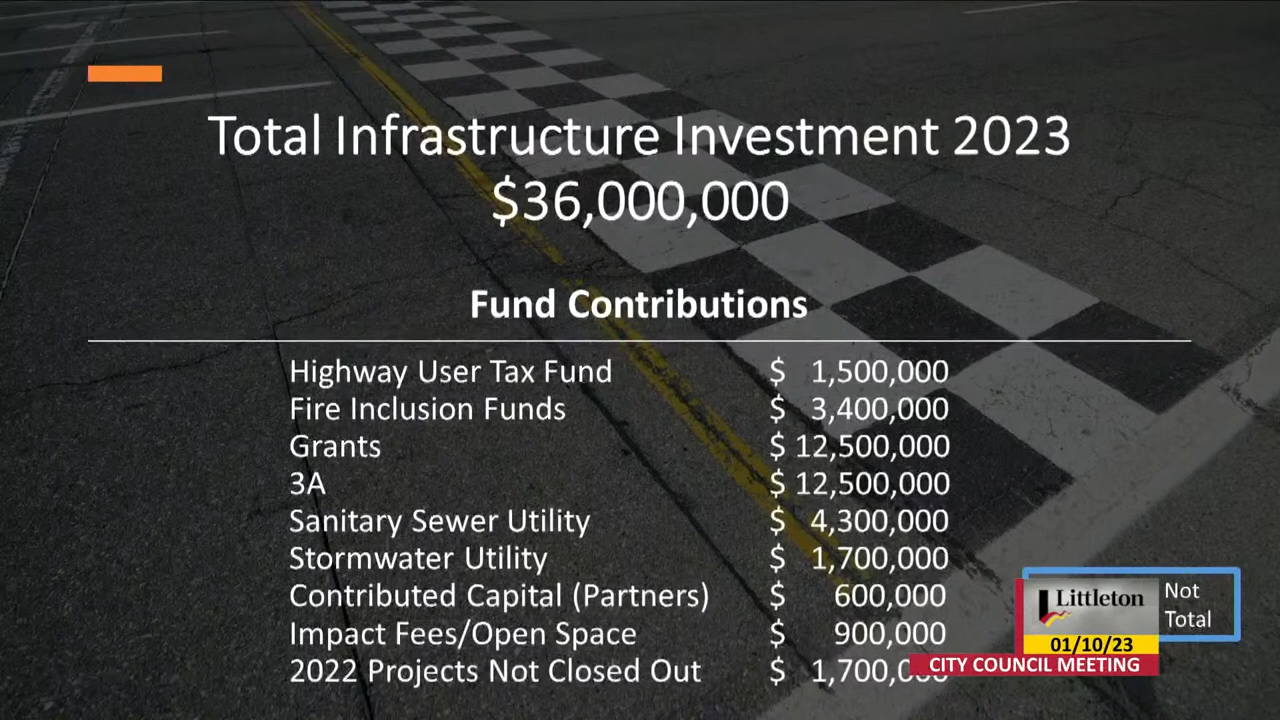 Total Infrastructure Investment 2023
$36,000,000
Fund Contributions
Highway User Tax Fund $ 1,500,000
Fire Inclusion Funds $ 3,400,000
Grants $ 12,500,000
3A $ 12,500,000
Sanitary Sewer Utility $ 4,300,000
Stormwater Utility $ 1,700,000
Contributed Capital (Partners) $ 600,000
Impact Fees/Open Space $ 900,000
2022 Projects Not Closed Out $
Not
Total
Littleton
01/10/23
CITY COUNCIL MEETING